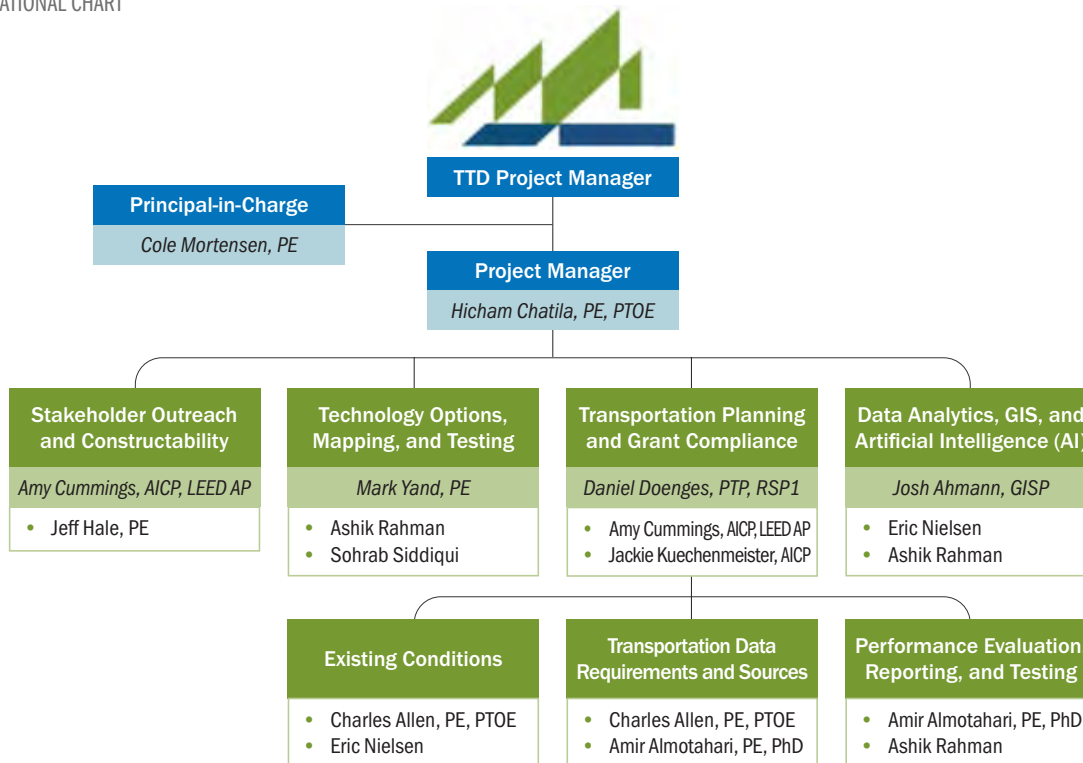 ATIONAL CHART
TTD Project Manager
Principal-in-Charge
Cole Mortensen, PE
Project Manager
Hicham Chatila, PE, PTOE
Stakeholder Outreach
and Constructability
Amy Cummings, AICP, LEED AP
• Jeff Hale, PE
Technology Options,
Mapping, and Testing
Mark Yand, PE
• Ashik Rahman
• Sohrab Siddiqui
Transportation Planning
and Grant Compliance
Daniel Doenges, PTP, RSP1
• Amy Cummings, AICP, LEED AP
• Jackie Kuechenmeister, AICP
Data Analytics, GIS, and
Artificial Intelligence (AI)
Josh Ahmann, GISP
• Eric Nielsen
• Ashik Rahman
Existing Conditions
• Charles Allen, PE, PTOE
• Eric Nielsen
Transportation Data
Requirements and Sources
• Charles Allen, PE, PTOE
• Amir Almotahari, PE, PhD
Performance Evaluation
Reporting, and Testing
• Amir Almotahari, PE, PhD
• Ashik Rahman